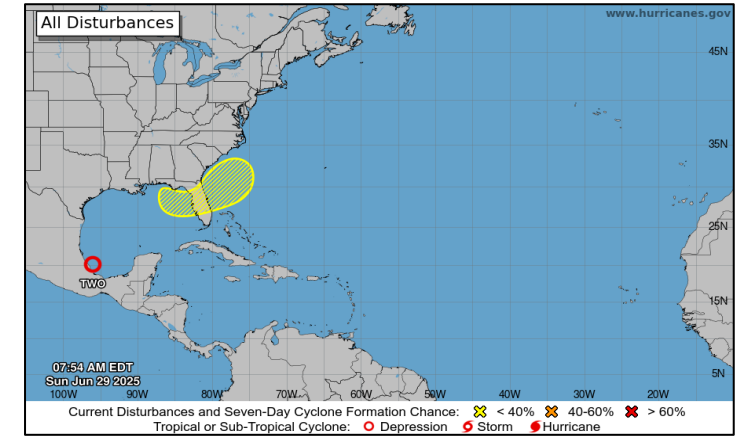 All Disturbances
www.hurricanes.gov
45N
35N
25N
15N
5N
TWO
07:54 AM EDT
Sun Jun 29 2025
100W 90W 80W 70W 60W 50W 40W 30W 20W
Current Disturbances and Seven-Day Cyclone Formation Chance: < 40% 40-60% > 60%
Tropical or Sub-Tropical Cyclone: Depression Storm Hurricane